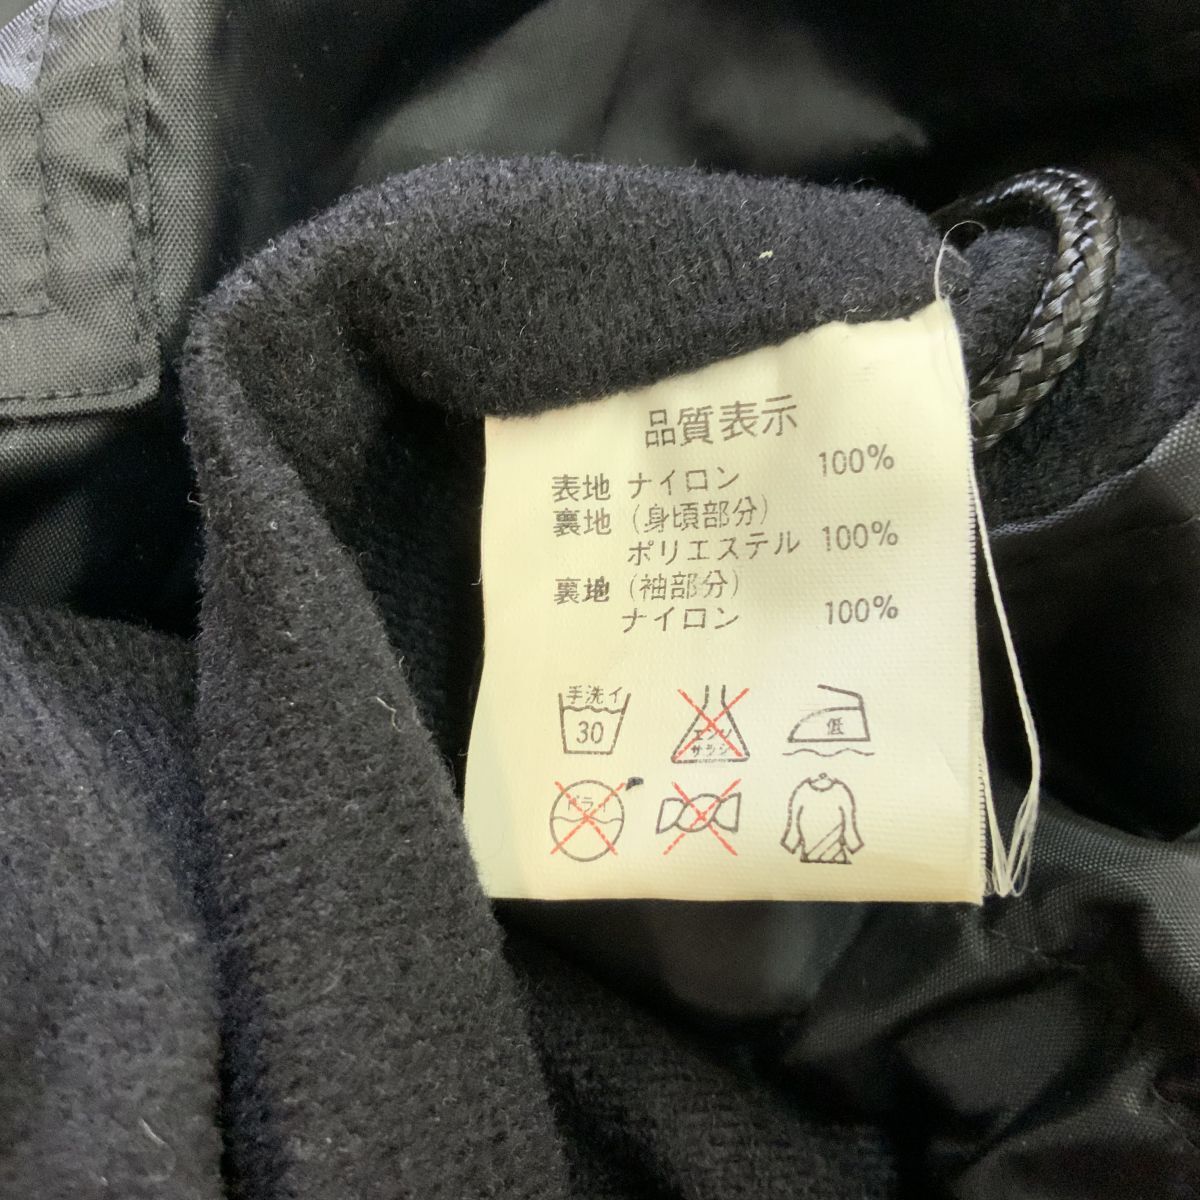 品質表示
表地 ナイロン 100%
裏地 (身頃部分)
ポリエステル 100%
裏地 (袖部分)
ナイロン 100%
手洗イ
30
エンソ
サラシ
低
ドライ